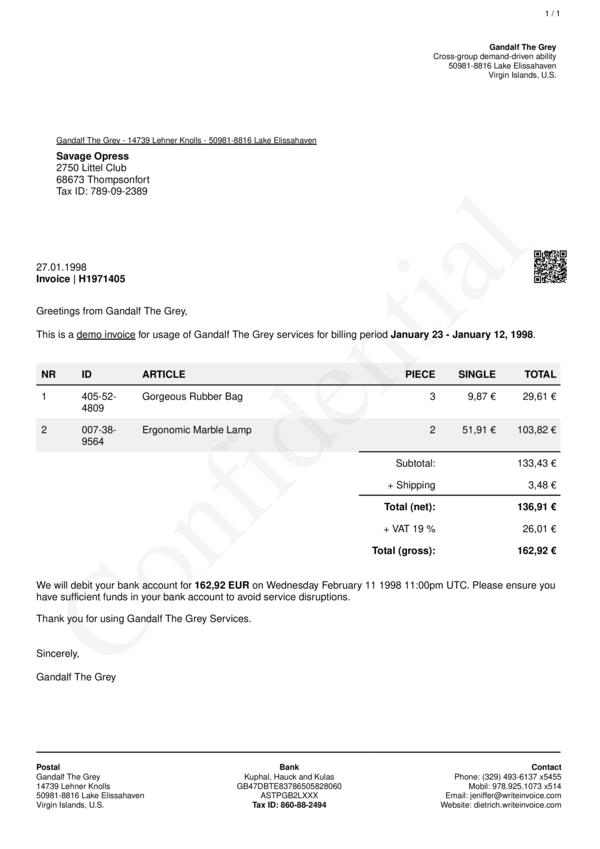 1 / 1
Gandalf The Grey
Cross-group demand-driven ability
50981-8816 Lake Elissahaven
Virgin Islands, U.S.
Gandalf The Grey - 14739 Lehner Knolls - 50981-8816 Lake Elissahaven
Savage Opress
2750 Littel Club
68673 Thompsonfort
Tax ID: 789-09-2389
27.01.1998
Invoice | H1971405
Greetings from Gandalf The Grey,
This is a demo invoice for usage of Gandalf The Grey services for billing period January 23 - January 12, 1998.
NR ID ARTICLE PIECE SINGLE TOTAL
1 405-52- Gorgeous Rubber Bag 3 9,87 € 29,61 €
4809
2 007-38- Ergonomic Marble Lamp 2 51,91 € 103,82 €
9564
Subtotal: 133,43 €
+ Shipping 3,48 €
Total (net): 136,91 €
+ VAT 19 % 26,01 €
Total (gross): 162,92 €
We will debit your bank account for 162,92 EUR on Wednesday February 11 1998 11:00pm UTC. Please ensure you
have sufficient funds in your bank account to avoid service disruptions.
Thank you for using Gandalf The Grey Services.
Sincerely,
Gandalf The Grey
Confidential
Postal
Gandalf The Grey
14739 Lehner Knolls
50981-8816 Lake Elissahaven
Virgin Islands, U.S.
Bank
Kuphal, Hauck and Kulas
GB47DBTE83786505828060
ASTPGB2LXXX
Tax ID: 860-88-2494
Contact
Phone: (329) 493-6137 x5455
Mobil: 978.925.1073 x514
Email: jeniffer@writeinvoice.com
Website: dietrich.writeinvoice.com